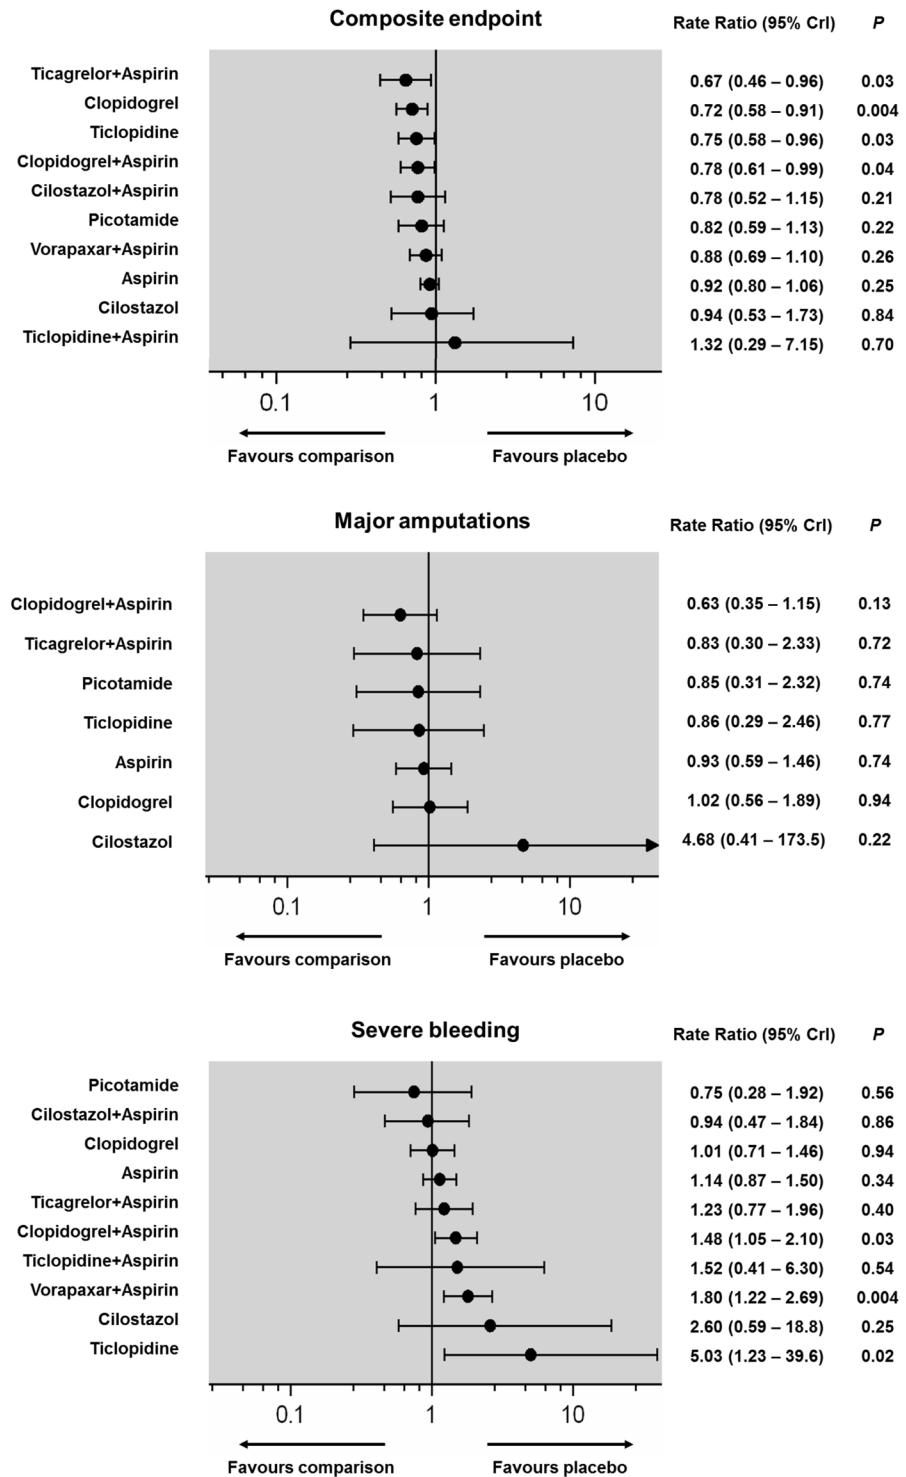 Composite endpoint Rate Ratio (95% CrI) P
Ticagrelor+Aspirin 0.67 (0.46 – 0.96) 0.03
Clopidogrel 0.72 (0.58 – 0.91) 0.004
Ticlopidine 0.75 (0.58 – 0.96) 0.03
Clopidogrel+Aspirin 0.78 (0.61 – 0.99) 0.04
Cilostazol+Aspirin 0.78 (0.52 – 1.15) 0.21
Picotamide 0.82 (0.59 – 1.13) 0.22
Vorapaxar+Aspirin 0.88 (0.69 – 1.10) 0.26
Aspirin 0.92 (0.80 – 1.06) 0.25
Cilostazol 0.94 (0.53 – 1.73) 0.84
Ticlopidine+Aspirin 1.32 (0.29 – 7.15) 0.70
0.1 1 10
Favours comparison Favours placebo
Major amputations Rate Ratio (95% CrI) P
Clopidogrel+Aspirin 0.63 (0.35 – 1.15) 0.13
Ticagrelor+Aspirin 0.83 (0.30 – 2.33) 0.72
Picotamide 0.85 (0.31 – 2.32) 0.74
Ticlopidine 0.86 (0.29 – 2.46) 0.77
Aspirin 0.93 (0.59 – 1.46) 0.74
Clopidogrel 1.02 (0.56 – 1.89) 0.94
Cilostazol 4.68 (0.41 – 173.5) 0.22
0.1 1 10
Favours comparison Favours placebo
Severe bleeding Rate Ratio (95% CrI) P
Picotamide 0.75 (0.28 – 1.92) 0.56
Cilostazol+Aspirin 0.94 (0.47 – 1.84) 0.86
Clopidogrel 1.01 (0.71 – 1.46) 0.94
Aspirin 1.14 (0.87 – 1.50) 0.34
Ticagrelor+Aspirin 1.23 (0.77 – 1.96) 0.40
Clopidogrel+Aspirin 1.48 (1.05 – 2.10) 0.03
Ticlopidine+Aspirin 1.52 (0.41 – 6.30) 0.54
Vorapaxar+Aspirin 1.80 (1.22 – 2.69) 0.004
Cilostazol 2.60 (0.59 – 18.8) 0.25
Ticlopidine 5.03 (1.23 – 39.6) 0.02
0.1 1 10
Favours comparison Favours placebo